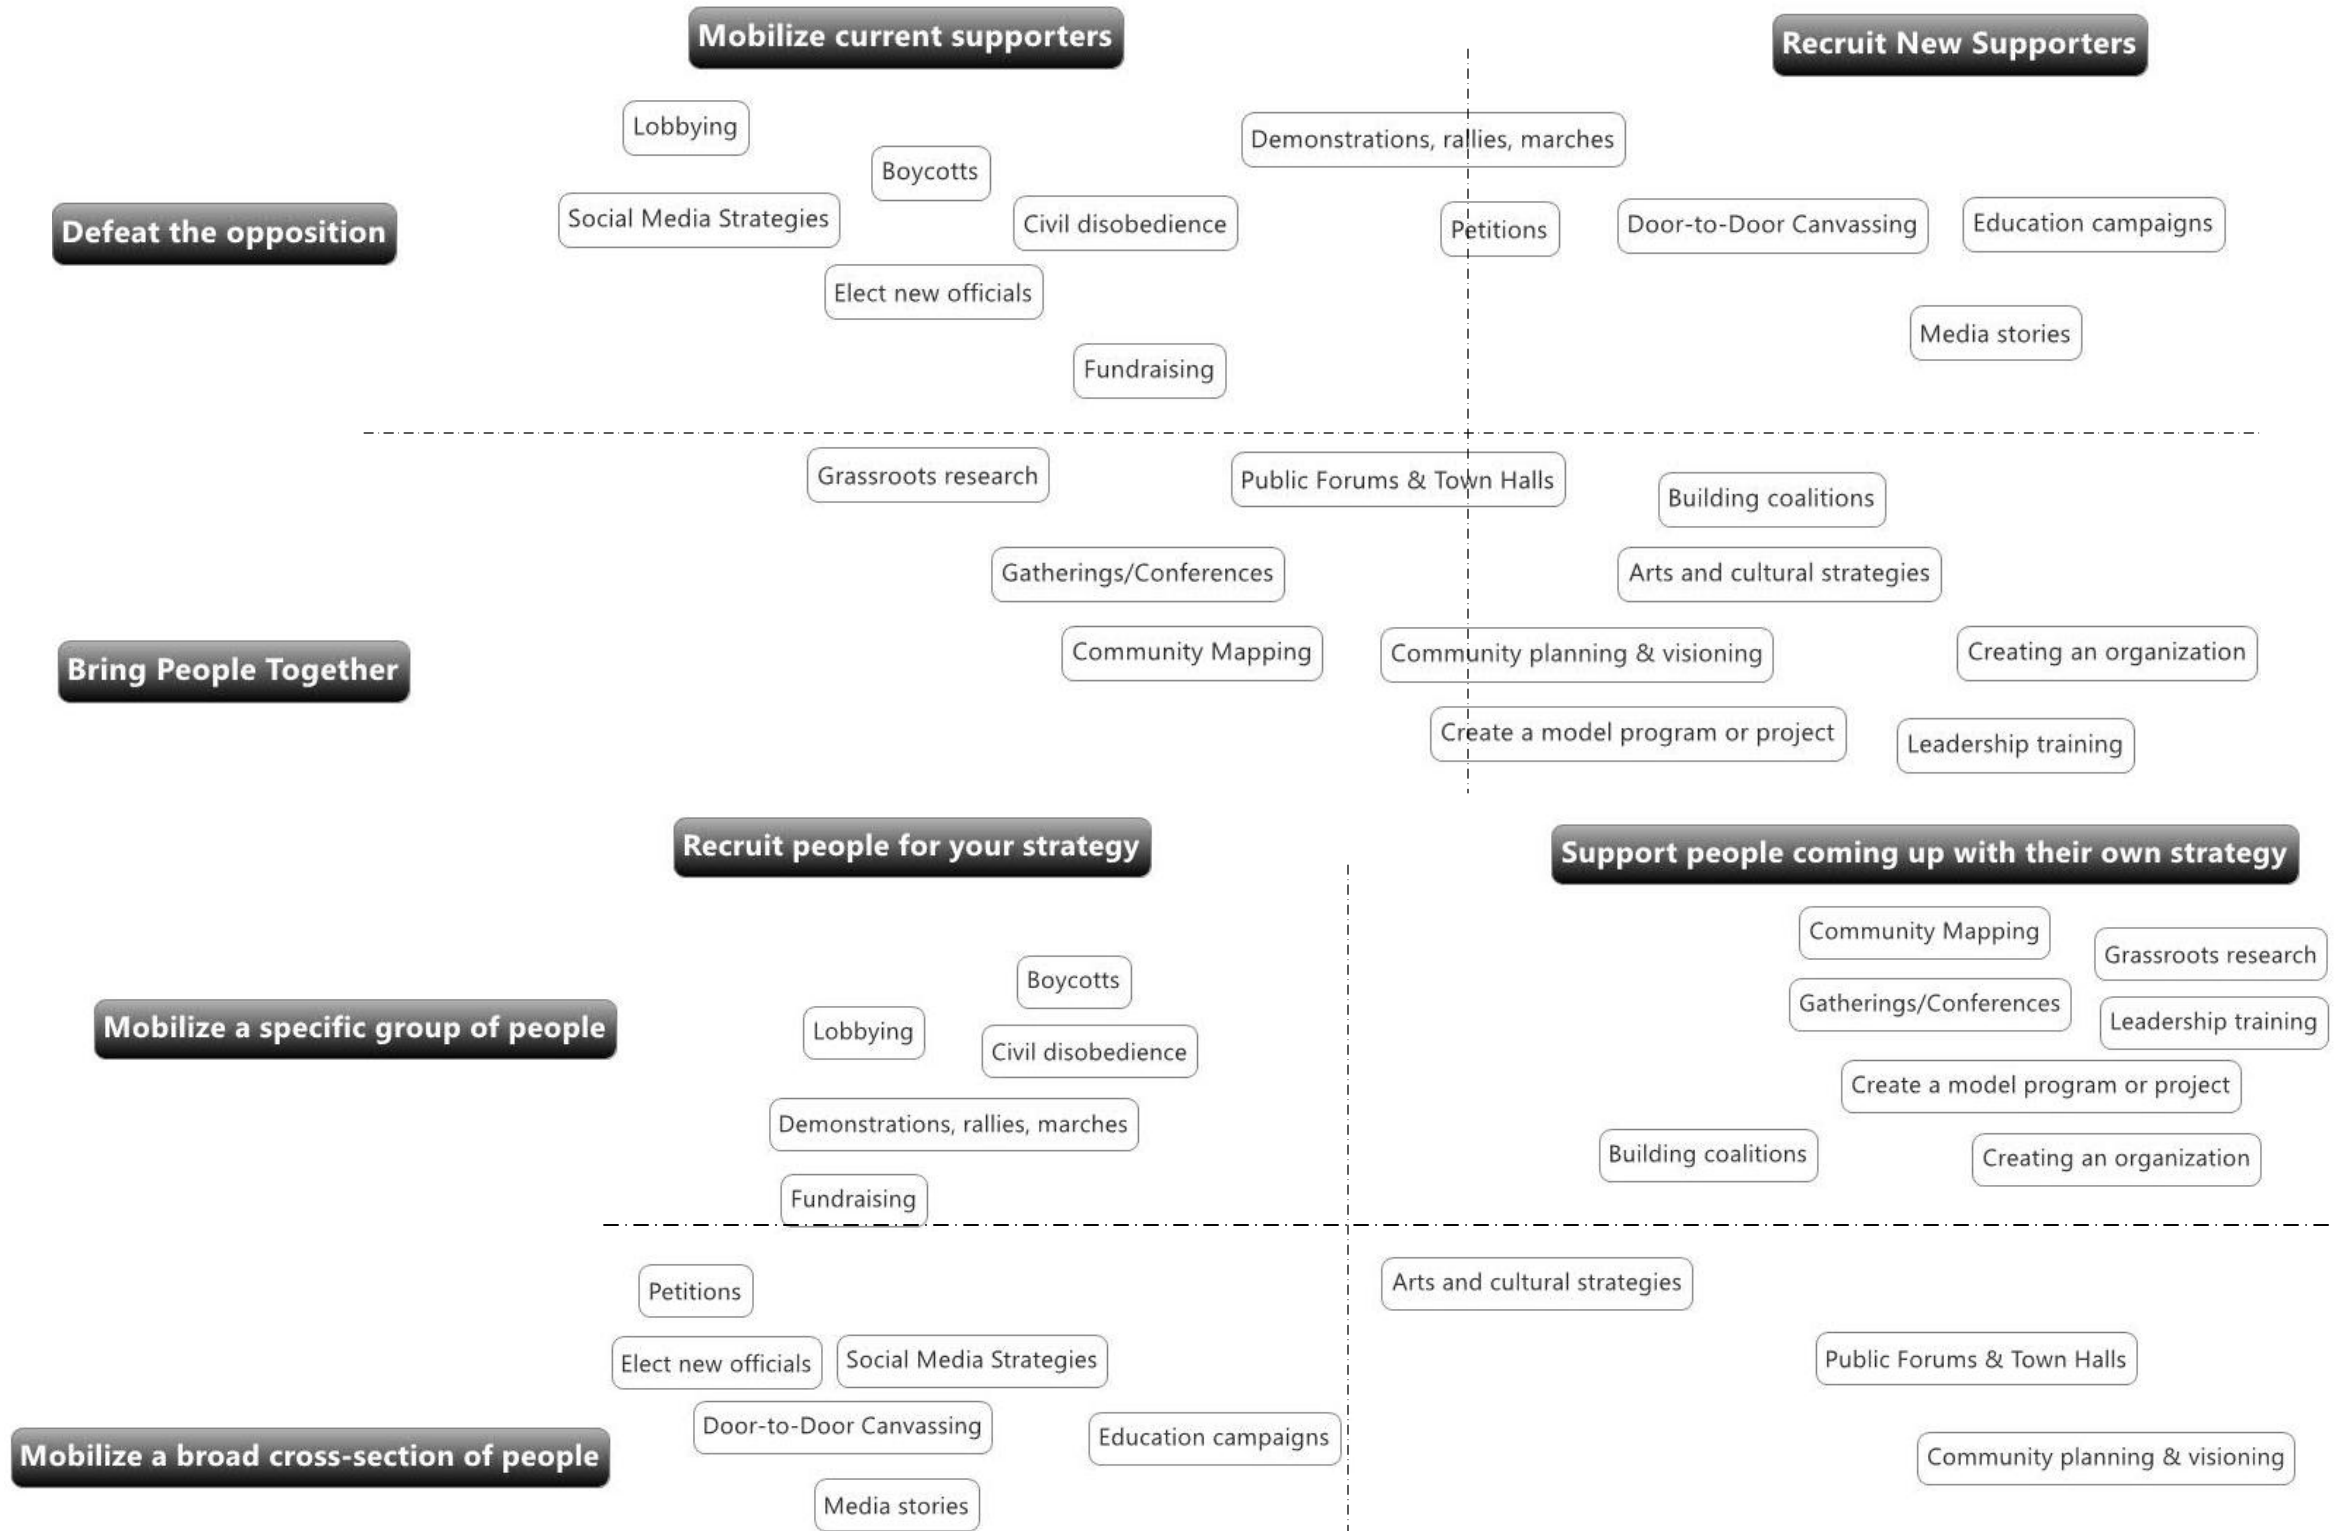 Mobilize current supporters
Recruit New Supporters
Lobbying
Demonstrations, rallies, marches
Boycotts
Defeat the opposition
Social Media Strategies
Civil disobedience
Petitions
Door-to-Door Canvassing
Education campaigns
Elect new officials
Media stories
Fundraising
Grassroots research
Public Forums & Town Halls
Building coalitions
Gatherings/Conferences
Arts and cultural strategies
Bring People Together
Community Mapping
Community planning & visioning
Creating an organization
Create a model program or project
Leadership training
Recruit people for your strategy
Support people coming up with their own strategy
Community Mapping
Grassroots research
Boycotts
Gatherings/Conferences
Mobilize a specific group of people
Lobbying
Leadership training
Civil disobedience
Create a model program or project
Demonstrations, rallies, marches
Building coalitions
Creating an organization
Fundraising
Petitions
Arts and cultural strategies
Elect new officials
Social Media Strategies
Public Forums & Town Halls
Door-to-Door Canvassing
Education campaigns
Mobilize a broad cross-section of people
Community planning & visioning
Media stories